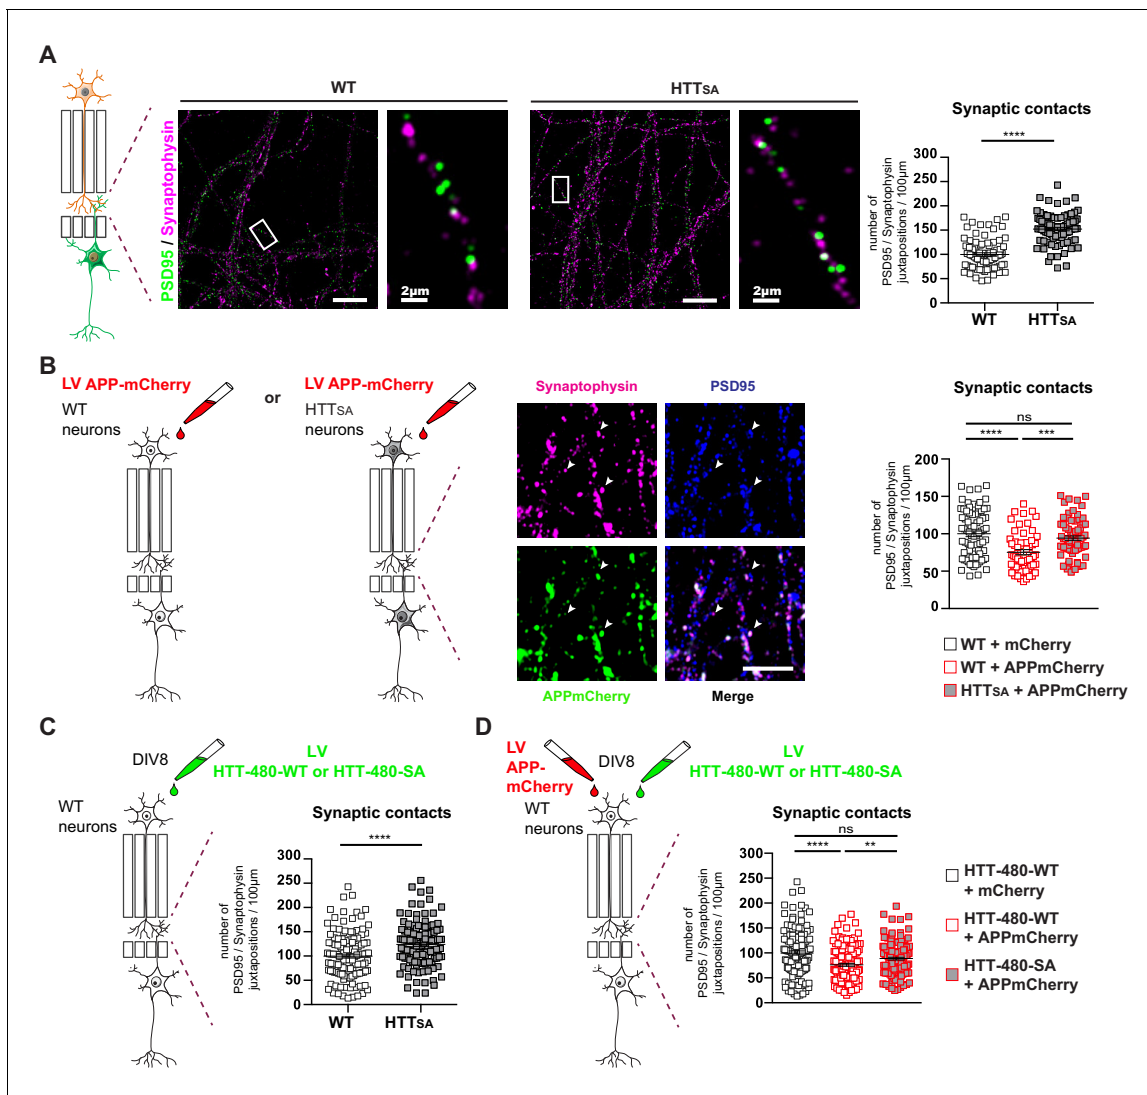 A
WT
HTTSA
PSD95 / Synaptophysin
2µm
2µm
Synaptic contacts
****
number of
PSD95 / Synaptophysin
juxtapositions / 100µm
300
250
200
150
100
50
0
WT
HTTSA
B
LV APP-mCherry
WT
neurons
or
LV APP-mCherry
HTTSA
neurons
Synaptophysin
PSD95
APPmCherry
Merge
Synaptic contacts
ns
****
***
number of
PSD95 / Synaptophysin
juxtapositions / 100µm
200
150
100
50
0
WT + mCherry
WT + APPmCherry
HTTSA + APPmCherry
C
DIV8
LV
HTT-480-WT or HTT-480-SA
WT
neurons
Synaptic contacts
****
number of
PSD95 / Synaptophysin
juxtapositions / 100µm
300
250
200
150
100
50
0
WT
HTTSA
D
LV
APP-
mCherry
DIV8
LV
HTT-480-WT or HTT-480-SA
WT
neurons
Synaptic contacts
ns
****
**
number of
PSD95 / Synaptophysin
juxtapositions / 100µm
300
250
200
150
100
50
0
HTT-480-WT
+ mCherry
HTT-480-WT
+ APPmCherry
HTT-480-SA
+ APPmCherry